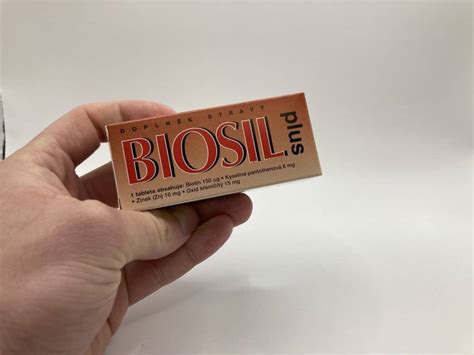 DOPLNĚK STRAVY
BIOSIL plus.
1 tableta obsahuje: Biotin 150 µg • Kyselina pantothenová 6 mg
• Zinek (Zn) 10 mg • Oxid křemičitý 15 mg